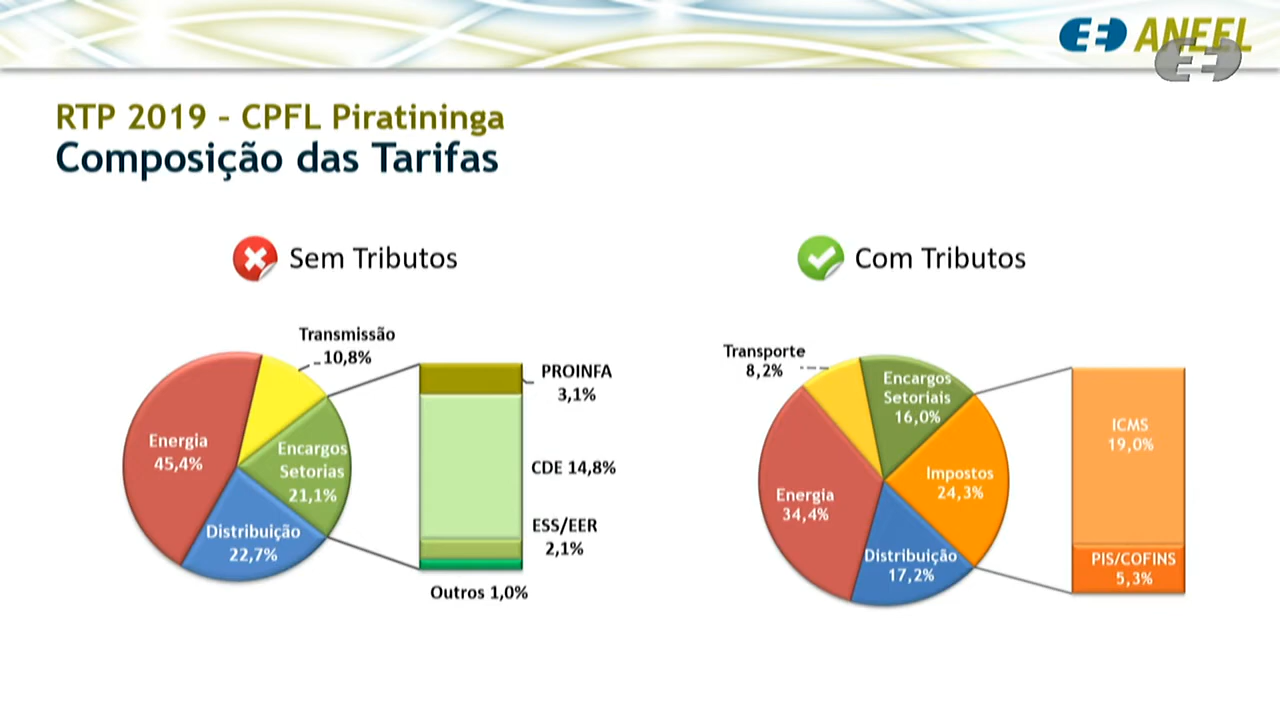 ANEEL
RTP 2019 - CPFL Piratininga
Composição das Tarifas
Sem Tributos
Transmissão
10,8%
Energia
45,4%
Encargos
Setorias
21,1%
Distribuição
22,7%
PROINFA
3,1%
CDE 14,8%
ESS/EER
2,1%
Outros 1,0%
Com Tributos
Transporte
8,2%
Encargos
Setoriais
16,0%
Impostos
24,3%
Energia
34,4%
Distribuição
17,2%
ICMS
19,0%
PIS/COFINS
5,3%